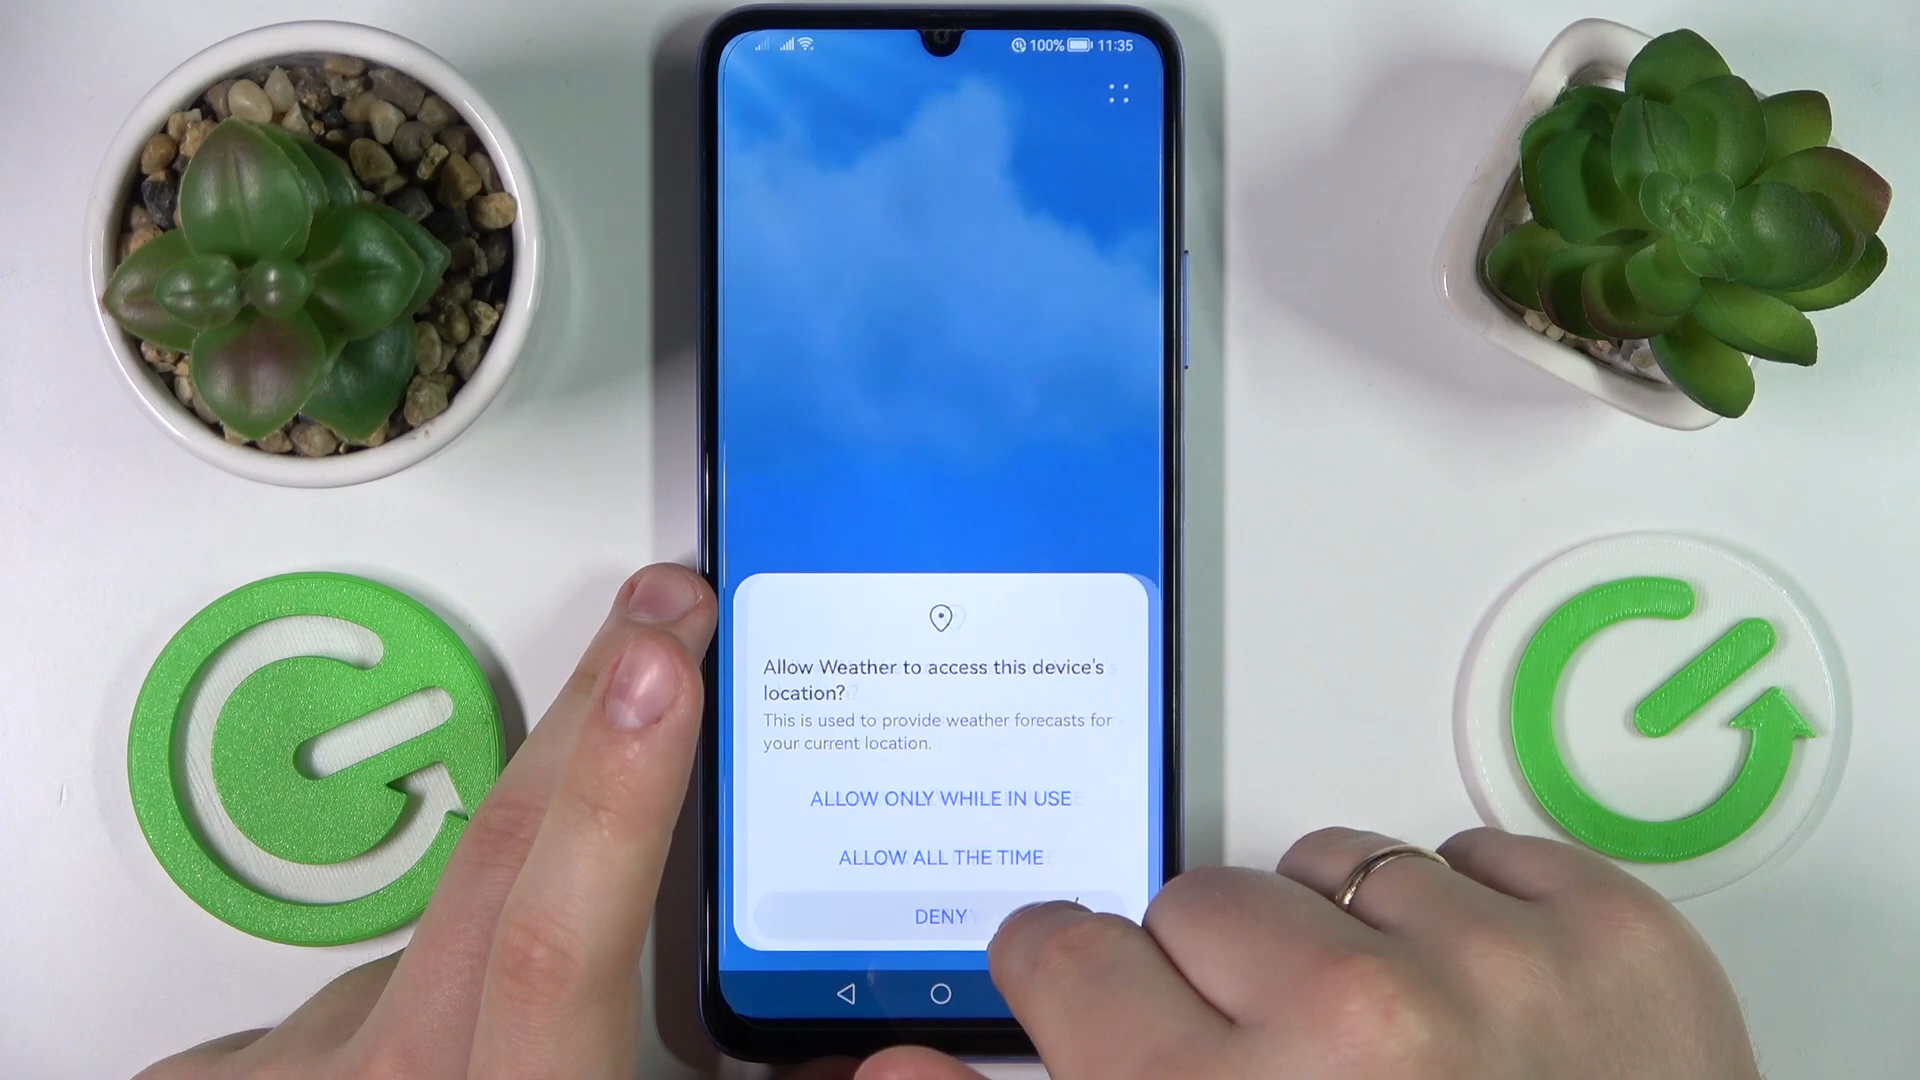 100% 11:35
Allow Weather to access this device's
location?
This is used to provide weather forecasts for
your current location.
ALLOW ONLY WHILE IN USE
ALLOW ALL THE TIME
DENY